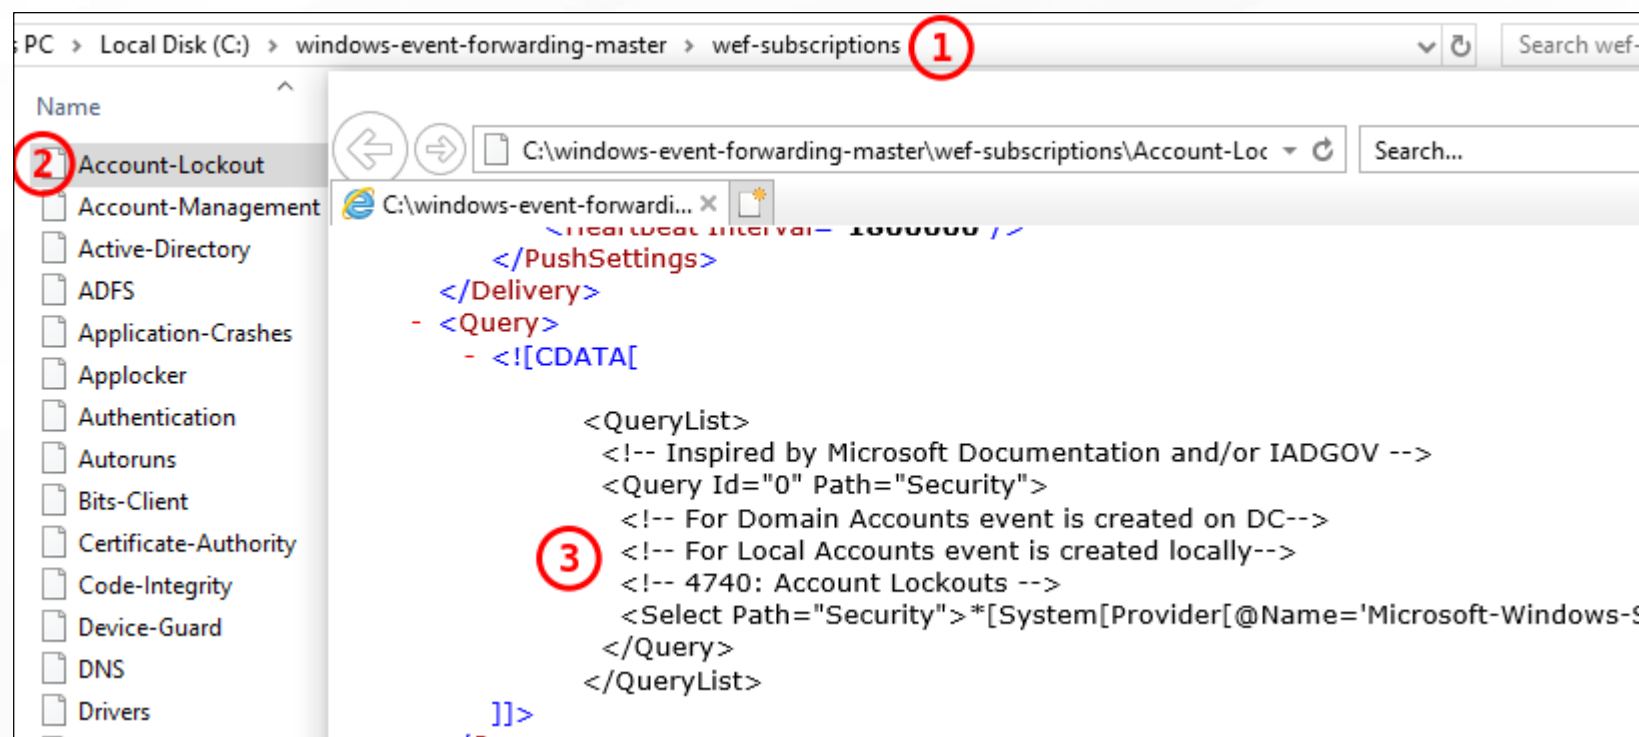 PC > Local Disk (C:) > windows-event-forwarding-master > wef-subscriptions
1
Search wef-
Name
2
Account-Lockout
Account-Management
Active-Directory
ADFS
Application-Crashes
Applocker
Authentication
Autoruns
Bits-Client
Certificate-Authority
Code-Integrity
Device-Guard
DNS
Drivers
C:\windows-event-forwarding-master\wef-subscriptions\Account-Loc
Search...
C:\windows-event-forwardi...
<Heartbeat Interval="1800000"/>
</PushSettings>
</Delivery>
- <Query>
- <![CDATA[
<QueryList>
<!-- Inspired by Microsoft Documentation and/or IADGOV -->
<Query Id="0" Path="Security">
<!-- For Domain Accounts event is created on DC-->
3
<!-- For Local Accounts event is created locally-->
<!-- 4740: Account Lockouts -->
<Select Path="Security">*[System[Provider[@Name='Microsoft-Windows-S
</Query>
</QueryList>
]]>